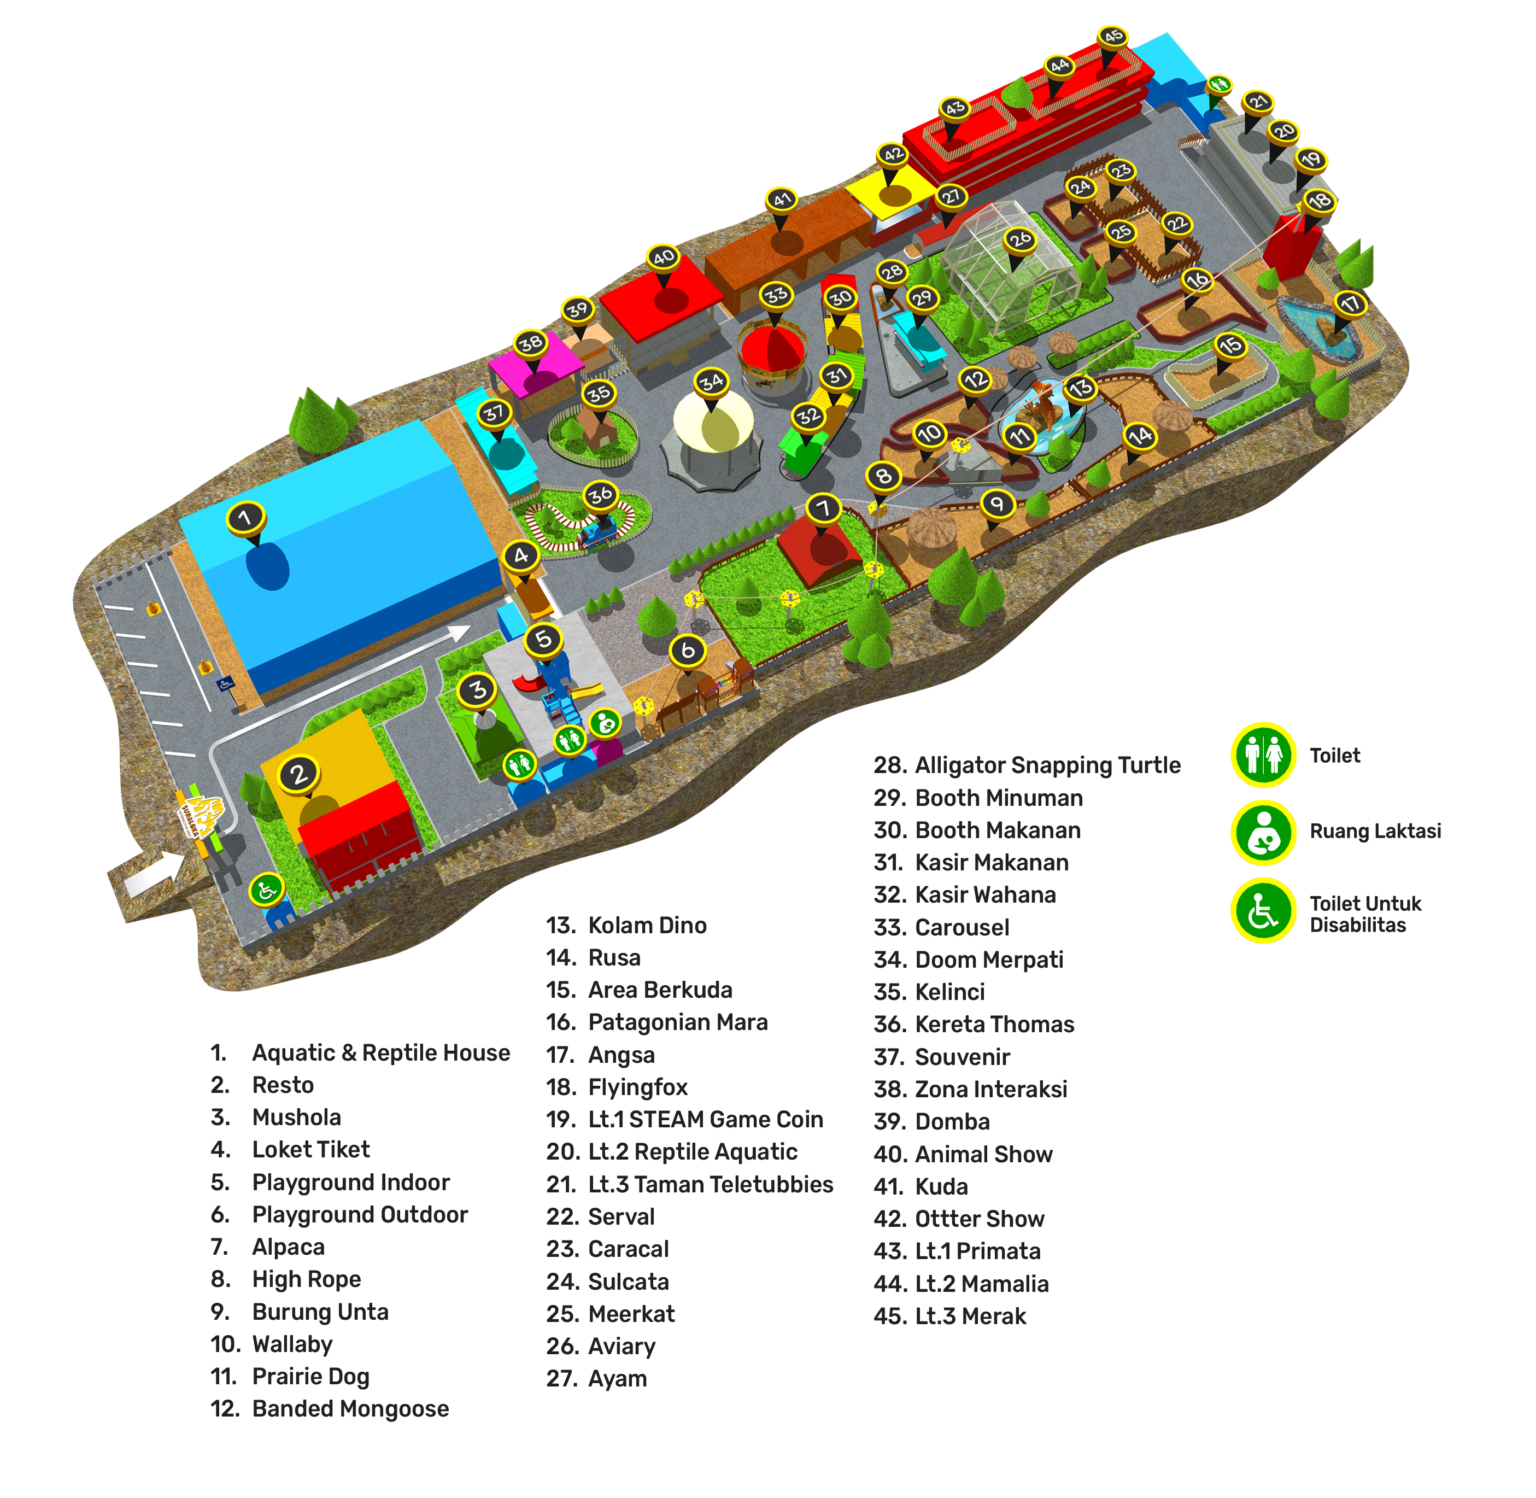 45
44
21
43
20
42
19
23
24
27
18
41
22
25
26
40
28
16
33
30
29
17
39
38
15
31
12
34
13
35
37
32
10
11
14
8
36
9
7
1
4
5
6
3
2
SURALOKA
28. Alligator Snapping Turtle
29. Booth Minuman
30. Booth Makanan
31. Kasir Makanan
32. Kasir Wahana
33. Carousel
34. Doom Merpati
35. Kelinci
36. Kereta Thomas
37. Souvenir
38. Zona Interaksi
39. Domba
40. Animal Show
41. Kuda
42. Ottter Show
43. Lt.1 Primata
44. Lt.2 Mamalia
45. Lt.3 Merak
Toilet
Ruang Laktasi
Toilet Untuk
Disabilitas
13. Kolam Dino
14. Rusa
15. Area Berkuda
16. Patagonian Mara
17. Angsa
18. Flyingfox
19. Lt.1 STEAM Game Coin
20. Lt.2 Reptile Aquatic
21. Lt.3 Taman Teletubbies
22. Serval
23. Caracal
24. Sulcata
25. Meerkat
26. Aviary
27. Ayam
1. Aquatic & Reptile House
2. Resto
3. Mushola
4. Loket Tiket
5. Playground Indoor
6. Playground Outdoor
7. Alpaca
8. High Rope
9. Burung Unta
10. Wallaby
11. Prairie Dog
12. Banded Mongoose